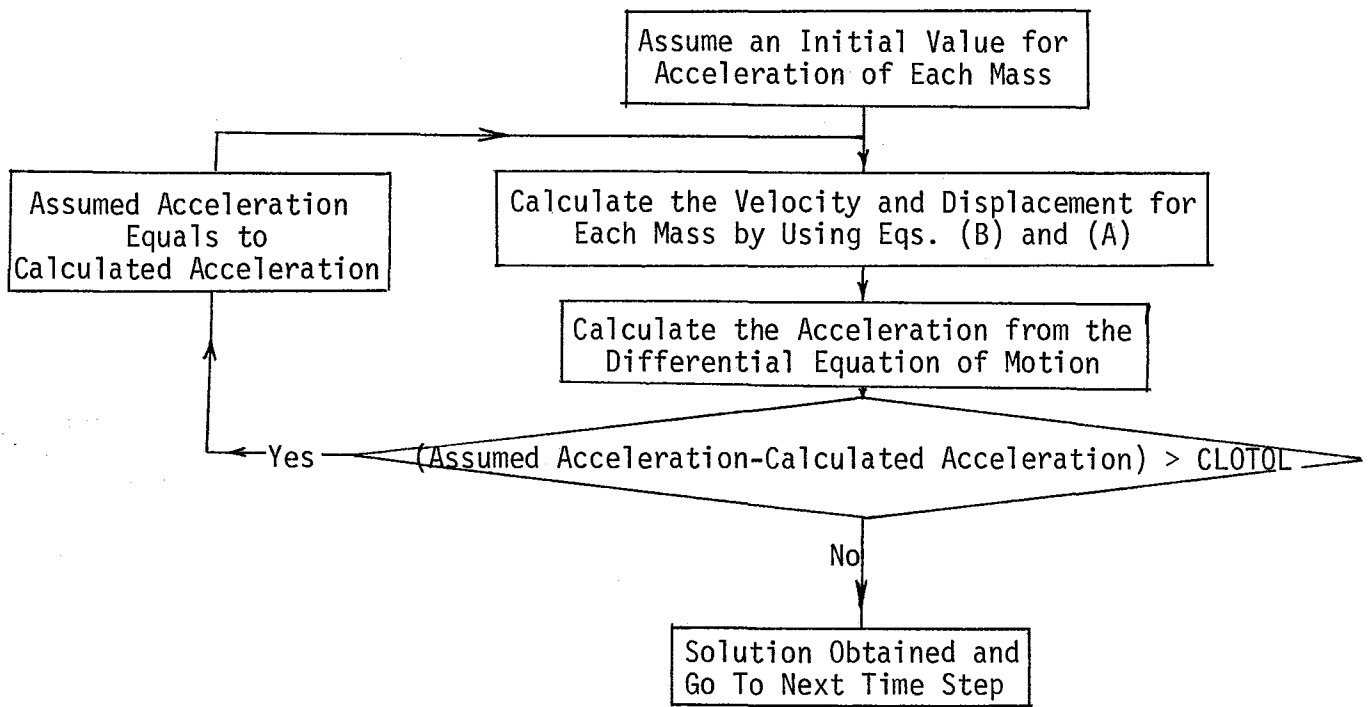 Assume an Initial Value for
Acceleration of Each Mass
Assumed Acceleration
Equals to
Calculated Acceleration
Calculate the Velocity and Displacement for
Each Mass by Using Eqs. (B) and (A)
Calculate the Acceleration from the
Differential Equation of Motion
Yes
(Assumed Acceleration-Calculated Acceleration) > CLOTOL
No
Solution Obtained and
Go To Next Time Step